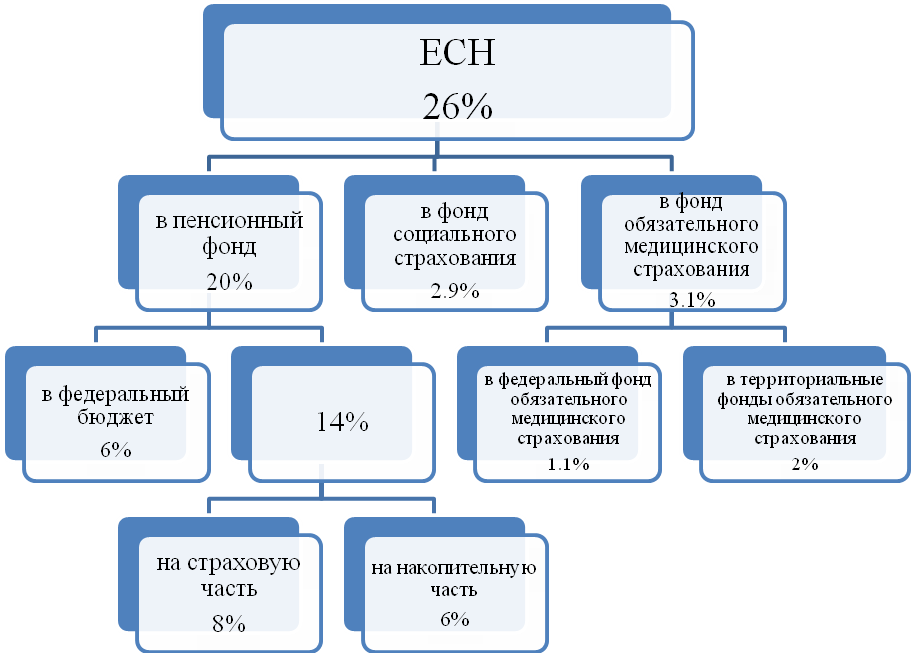 ЕСН
26%
в пенсионный
фонд
20%
в фонд
социального
страхования
2.9%
в фонд
обязательного
медицинского
страхования
3.1%
в федеральный
бюджет
6%
14%
в федеральный фонд
обязательного
медицинского
страхования
1.1%
в территориальные
фонды обязательного
медицинского
страхования
2%
на страховую
часть
8%
на накопительную
часть
6%